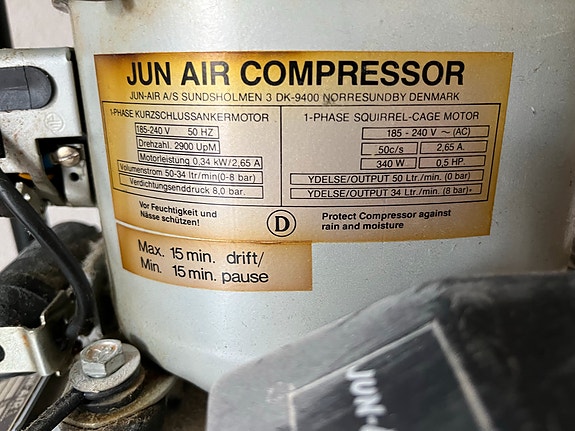 JUN AIR COMPRESSOR
JUN-AIR A/S SUNDSHOLMEN 3 DK-9400 NORRESUNDBY DENMARK
1-PHASE KURZSCHLUSSANKERMOTOR
185-240 V 50 HZ
Drehzahl. 2900 UpM
Motorleistung 0,34 kW/2,65 A
Volumenstrom 50-34 ltr/min(0-8 bar)
Verdichtungsenddruck 8,0 bar.
Vor Feuchtigkeit und
Nässe schützen!
1-PHASE SQUIRREL-CAGE MOTOR
185 - 240 V ~ (AC)
50c/s 2,65 A.
340 W 0,5 HP.
YDELSE/OUTPUT 50 Ltr./min. (0 bar)
YDELSE/OUTPUT 34 Ltr./min. (8 bar)
D
Protect Compressor against
rain and moisture
Max. 15 min. drift/
Min. 15 min. pause
JUN-